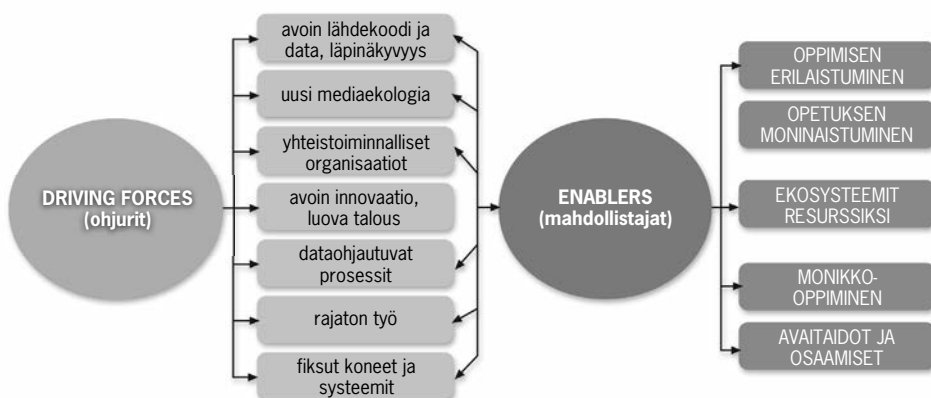 DRIVING FORCES
(ohjurit)
avoin lähdekoodi ja
data, läpinäkyvyys
uusi mediaekologia
yhteistoiminnalliset
organisaatiot
avoin innovaatio,
luova talous
dataohjautuvat
prosessit
rajaton työ
fiksut koneet ja
systeemit
ENABLERS
(mahdollistajat)
OPPIMISEN
ERILAISTUMINEN
OPETUKSEN
MONINAISTUMINEN
EKOSYSTEEMIT
RESURSSIKSI
MONIKKO-
OPPIMINEN
AVAITAIDOT JA
OSAAMISET